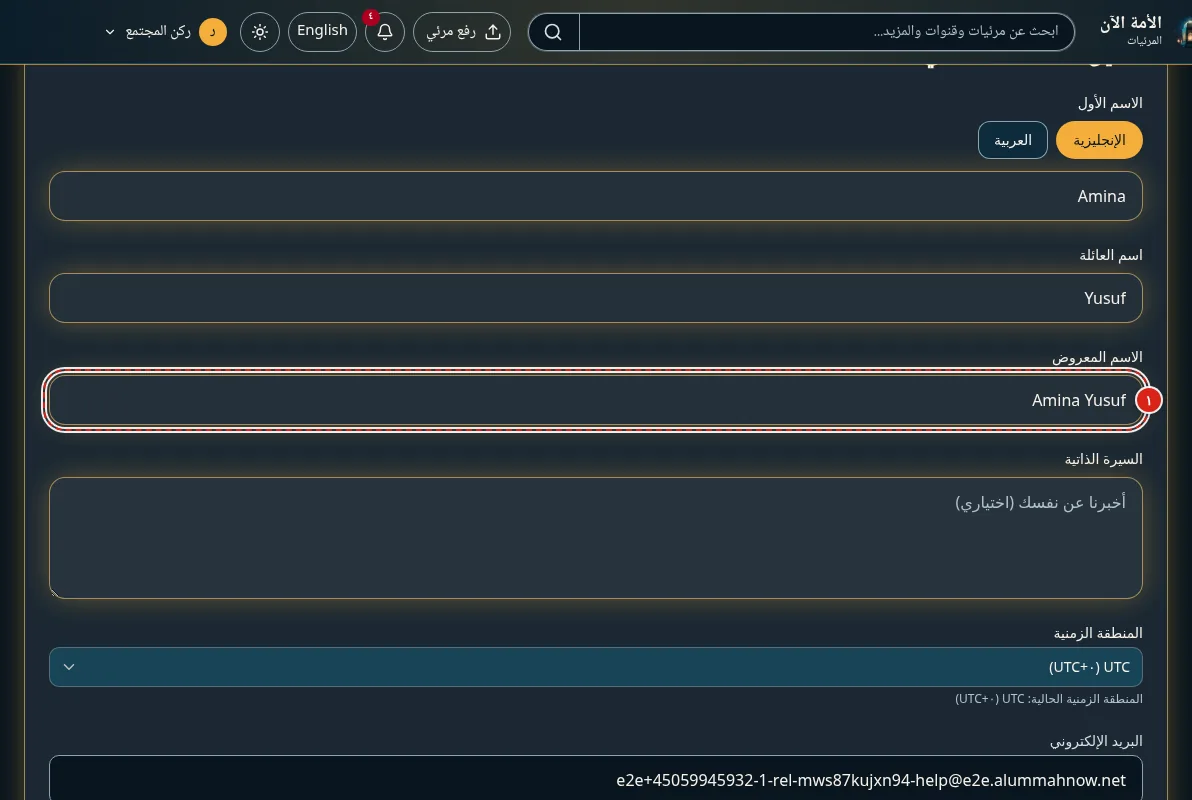 الأمة الآن
المرئيات
ابحث عن مرئيات وقنوات والمزيد...
رفع مرئي
٤
English
ر
ركن المجتمع
الاسم الأول
الإنجليزية
العربية
Amina
اسم العائلة
Yusuf
الاسم المعروض
Amina Yusuf
١
السيرة الذاتية
أخبرنا عن نفسك (اختياري)
المنطقة الزمنية
UTC (UTC+٠)
المنطقة الزمنية الحالية: UTC (UTC+٠)
البريد الإلكتروني
e2e+45059945932-1-rel-mws87kujxn94-help@e2e.alummahnow.net